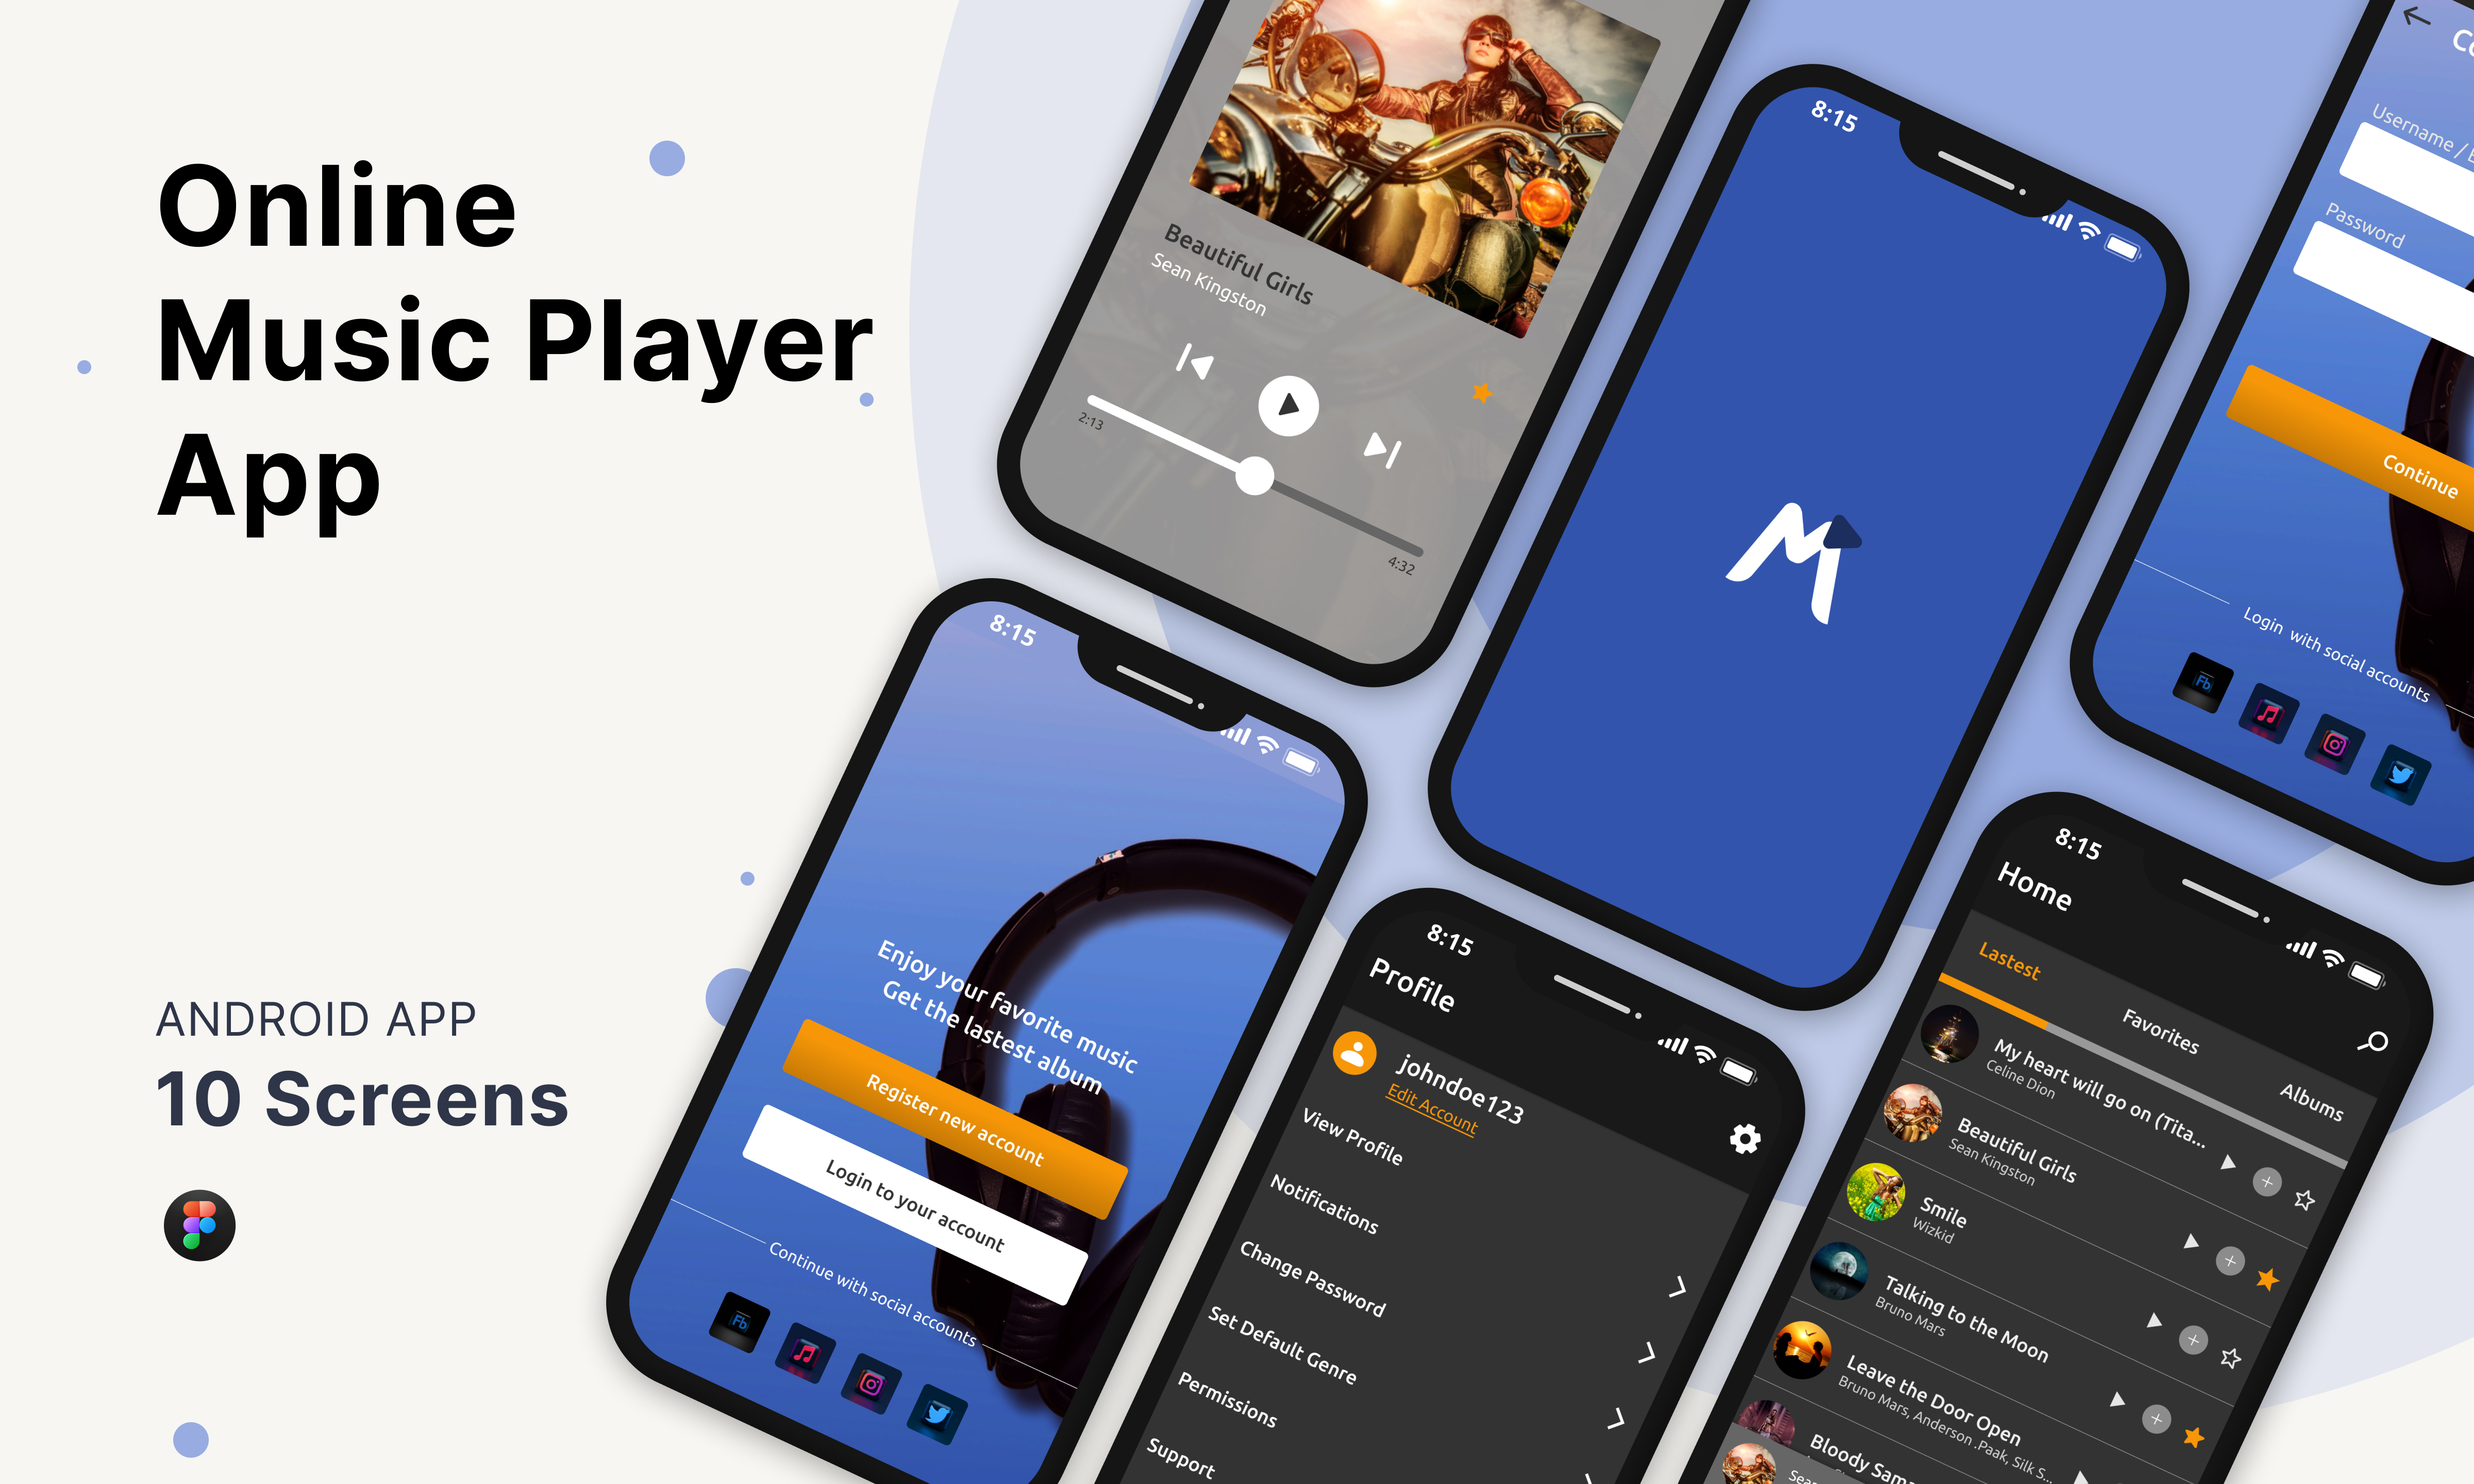 Online
Music Player
App
ANDROID APP
10 Screens
Beautiful Girls
Sean Kingston
2:13
4:32
8:15
M
Username /
Password
Continue
Login with social accounts
Fb
8:15
Enjoy your favorite music
Get the lastest album
Register new account
Login to your account
Continue with social accounts
Fb
8:15
Profile
johndoe123
Edit Account
View Profile
Notifications
Change Password
Set Default Genre
Permissions
Support
8:15
Home
Lastest
Favorites
Albums
My heart will go on (Tita...
Celine Dion
Beautiful Girls
Sean Kingston
Smile
Wizkid
Talking to the Moon
Bruno Mars
Leave the Door Open
Bruno Mars, Anderson .Paak, Silk S...
Bloody